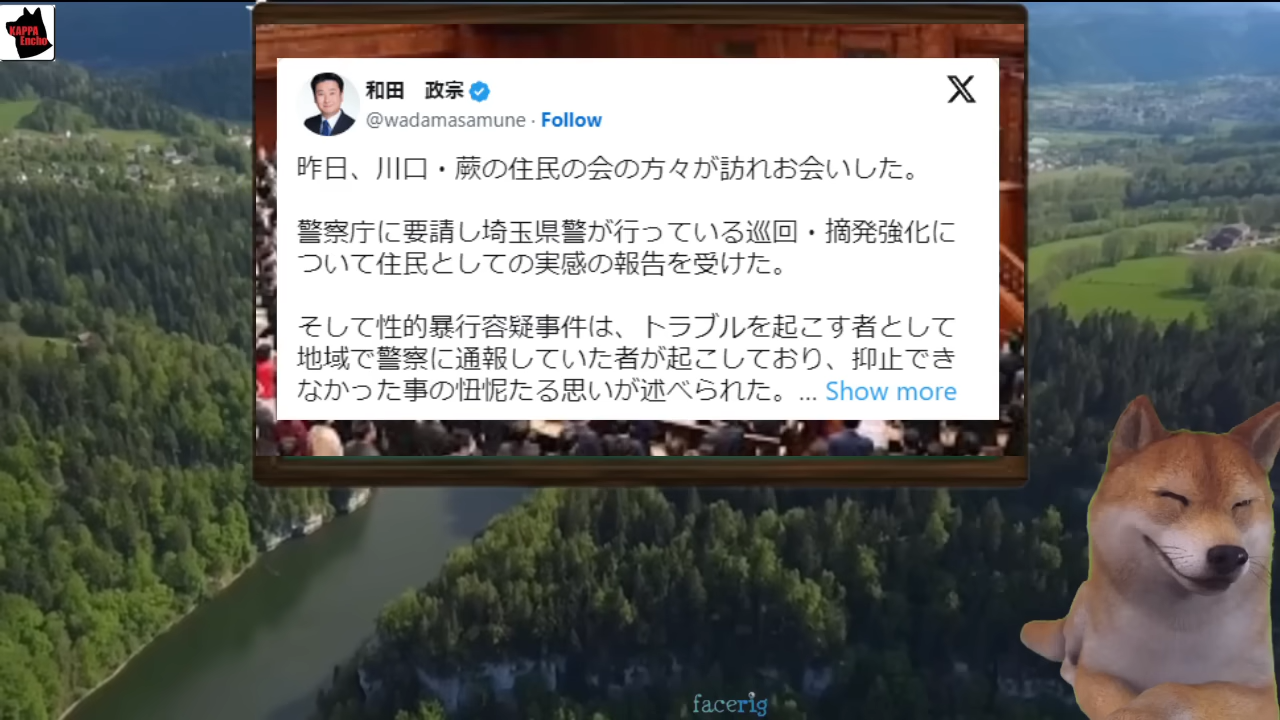 KAPPA
Encho
和田　政宗
@wadamasamune · Follow
昨日、川口・蕨の住民の会の方々が訪れお会いした。
警察庁に要請し埼玉県警が行っている巡回・摘発強化に
ついて住民としての実感の報告を受けた。
そして性的暴行容疑事件は、トラブルを起こす者として
地域で警察に通報していた者が起こしており、抑止でき
なかった事の忸怩たる思いが述べられた。... Show more
facerig